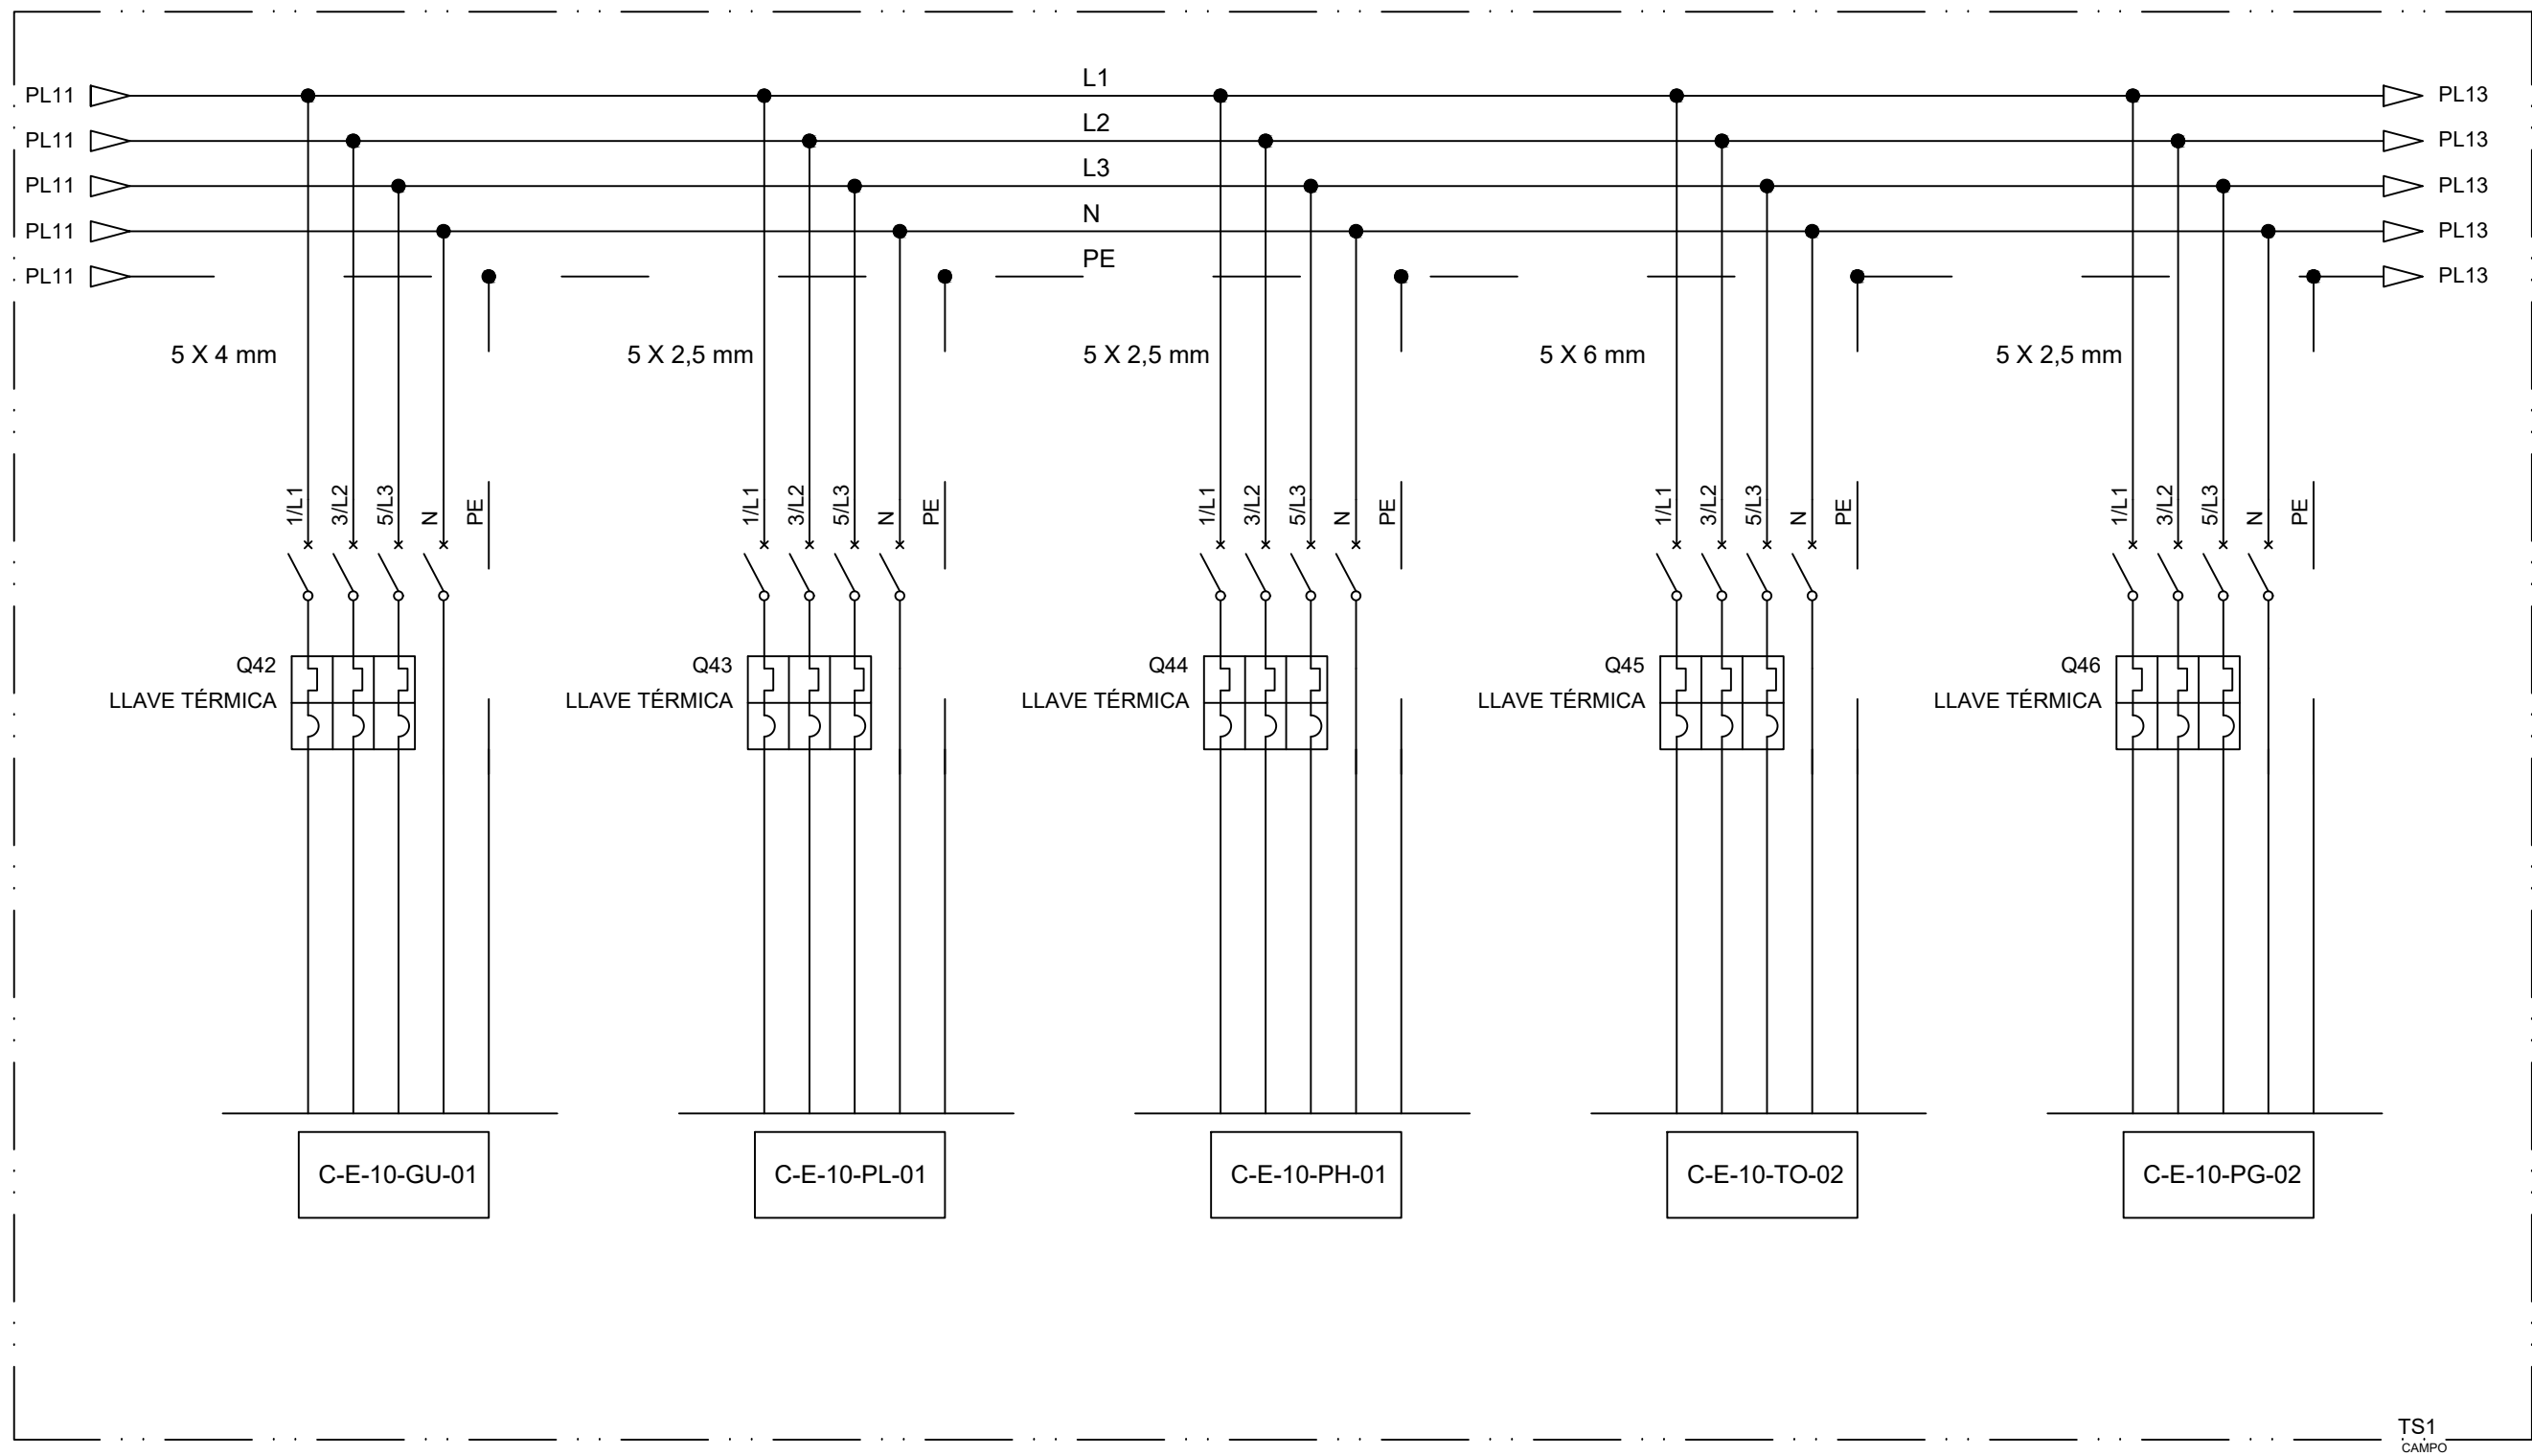 L1
PL11 PL13
L2
PL11 PL13
L3
PL11 PL13
N
PL11 PL13
PE
PL11 PL13
5 X 4 mm 5 X 2,5 mm 5 X 2,5 mm 5 X 6 mm 5 X 2,5 mm
1/L1 3/L2 5/L3 N PE 1/L1 3/L2 5/L3 N PE 1/L1 3/L2 5/L3 N PE 1/L1 3/L2 5/L3 N PE 1/L1 3/L2 5/L3 N PE
Q42 Q43 Q44 Q45 Q46
LLAVE TÉRMICA LLAVE TÉRMICA LLAVE TÉRMICA LLAVE TÉRMICA LLAVE TÉRMICA
C-E-10-GU-01 C-E-10-PL-01 C-E-10-PH-01 C-E-10-TO-02 C-E-10-PG-02
TS1
CAMPO